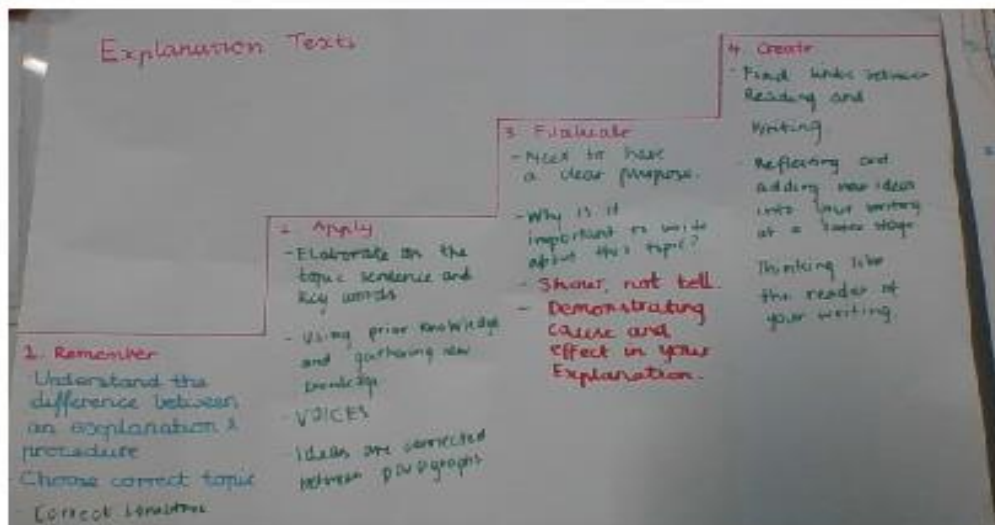 Explanation Texts
1. Remember
Understand the
difference between
an explanation &
procedure
Choose correct topic
Correct
2. Apply
- Elaborate on the
topic sentence and
key words
- Using prior knowledge
and gathering new
knowledge
- VOICES
Ideas are connected
between paragraphs
3. Evaluate
- Need to have
a clear purpose.
- Why is it
important to write
about this topic?
- Show, not tell.
- Demonstrating
cause and
effect in your
Explanation.
4. Create
- Find links between
Reading and
Writing
- Reflecting and
adding new ideas
into your writing
at a later stage
Thinking like
the reader of
your writing.